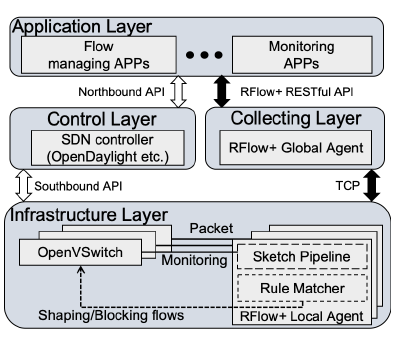 Application Layer
Flow
managing APPs
Monitoring
APPs
Northbound API
RFlow+ RESTful API
Control Layer
SDN controller
(OpenDaylight etc.)
Collecting Layer
RFlow+ Global Agent
Southbound API
TCP
Infrastructure Layer
Packet
OpenVSwitch
Monitoring
Sketch Pipeline
Rule Matcher
Shaping/Blocking flows
RFlow+ Local Agent